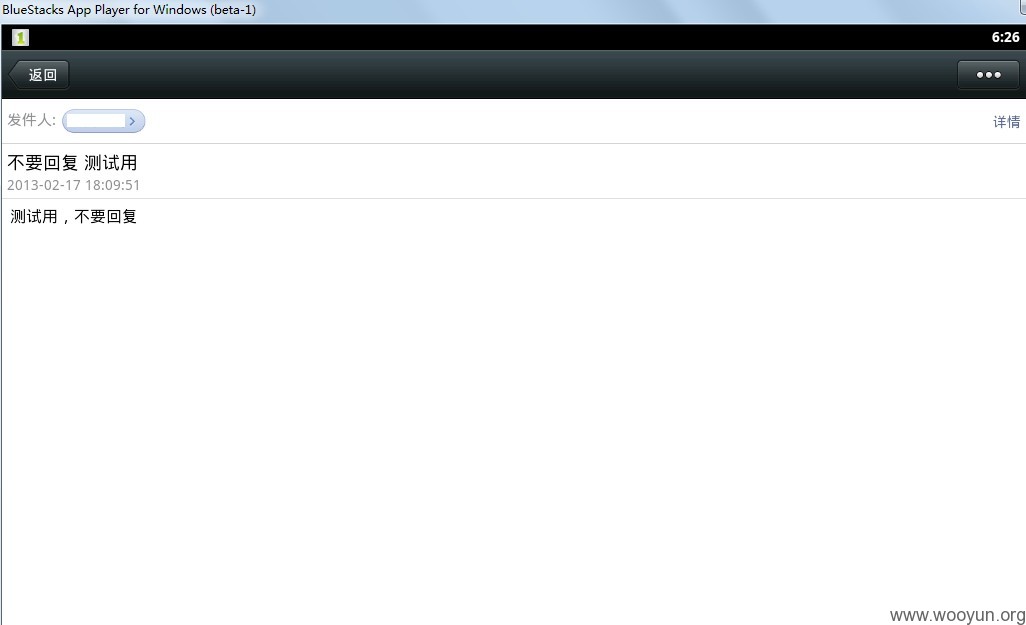 BlueStacks App Player for Windows (beta-1)
1 6:26
返回 •••
发件人: > 详情
不要回复 测试用
2013-02-17 18:09:51
测试用，不要回复
www.wooyun.org